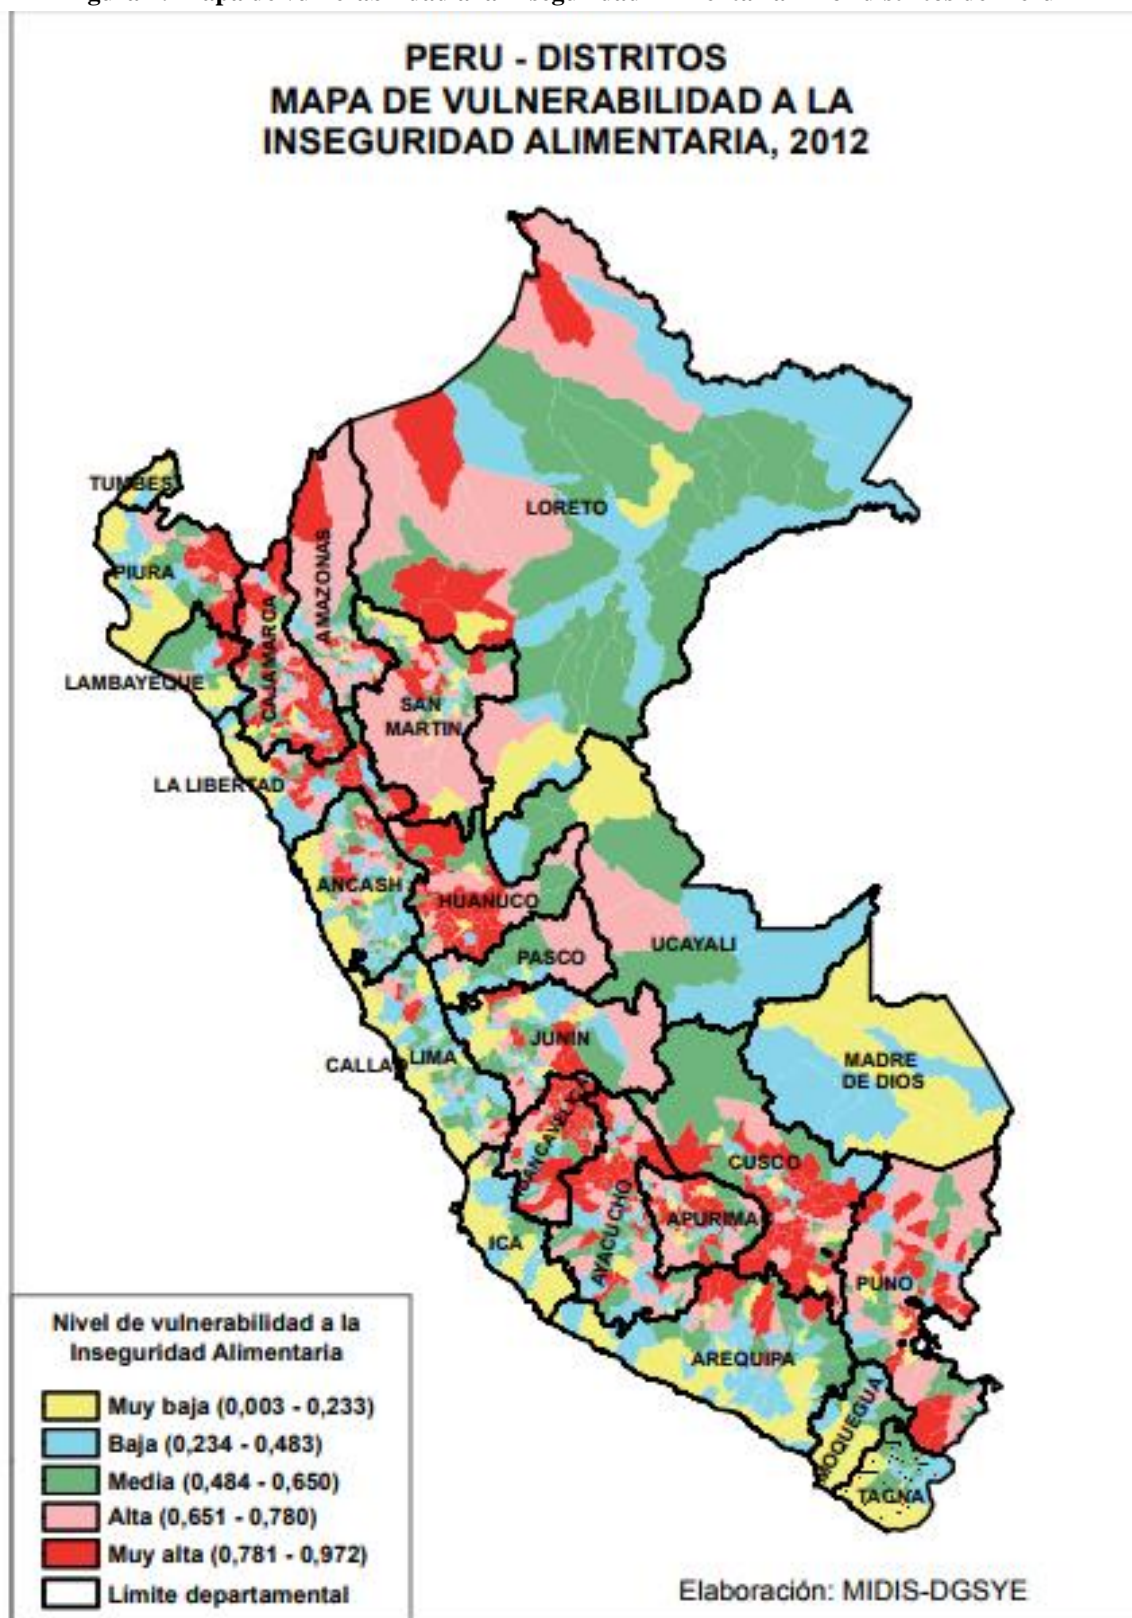 PERU - DISTRITOS
MAPA DE VULNERABILIDAD A LA
INSEGURIDAD ALIMENTARIA, 2012
TUMBES
LORETO
PIURA
AMAZONAS
CAJAMARCA
LAMBAYEQUE
SAN
MARTIN
LA LIBERTAD
ANCASH
HUANUCO
UCAYALI
PASCO
JUNIN
MADRE
DE DIOS
CALLA
LIMA
CUSCO
APURIMA
AYACUCHO
ICA
PUNO
AREQUIPA
MOQUEGUA
TAGNA
Nivel de vulnerabilidad a la
Inseguridad Alimentaria
Muy baja (0,003 - 0,233)
Baja (0,234 - 0,483)
Media (0,484 - 0,650)
Alta (0,651 - 0,780)
Muy alta (0,781 - 0,972)
Limite departamental
Elaboración: MIDIS-DGSYE